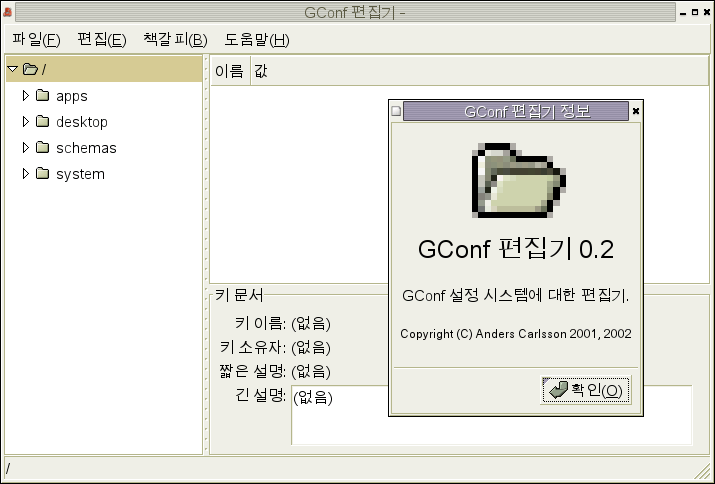 GConf 편집기 -
파일(F) 편집(E) 책갈피(B) 도움말(H)
/
apps
desktop
schemas
system
이름 값
GConf 편집기 정보
GConf 편집기 0.2
GConf 설정 시스템에 대한 편집기.
Copyright (C) Anders Carlsson 2001, 2002
확인(O)
키 문서
키 이름: (없음)
키 소유자: (없음)
짧은 설명: (없음)
긴 설명: (없음)
/